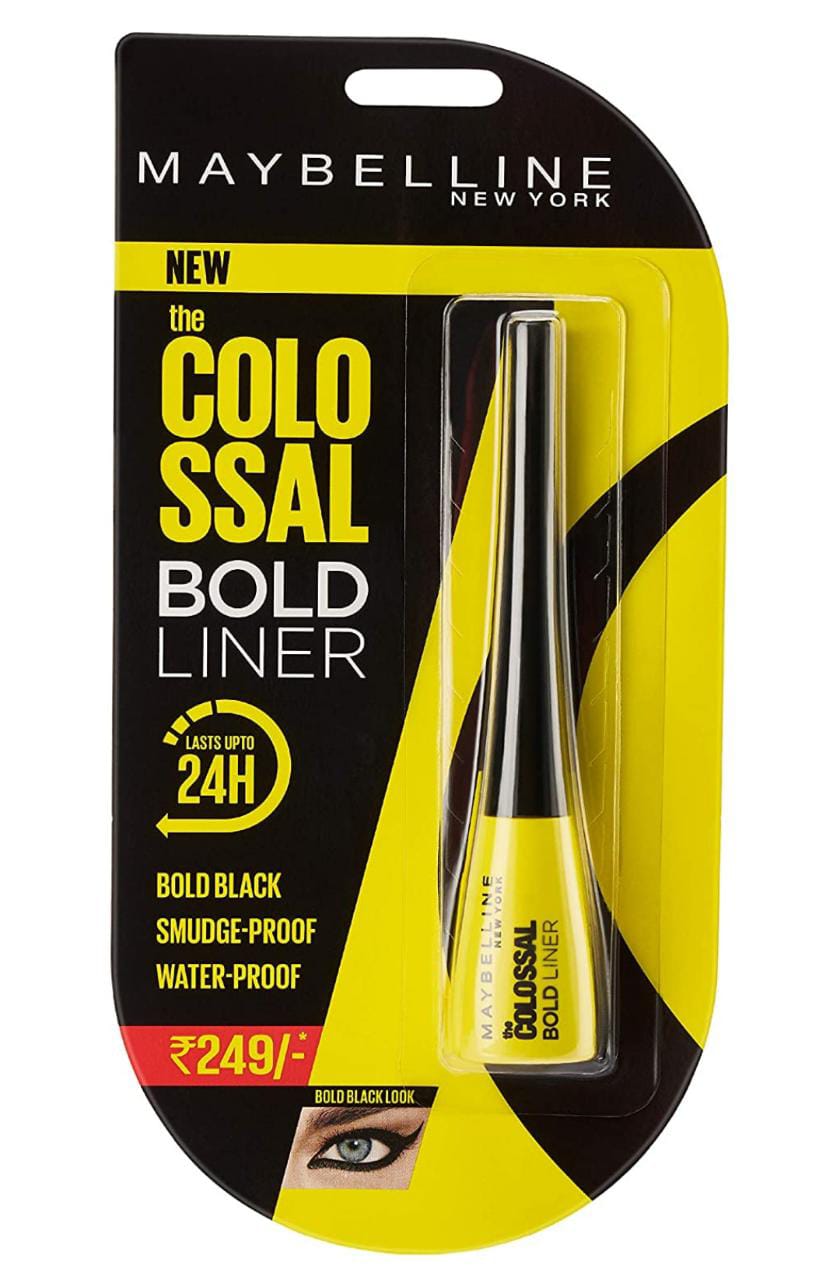 MAYBELLINE
NEW YORK
NEW
the
COLO
SSAL
BOLD
LINER
LASTS UPTO
24H
BOLD BLACK
SMUDGE-PROOF
WATER-PROOF
₹249/-*
BOLD BLACK LOOK
MAYBELLINE
NEW YORK
the
COLOSSAL
BOLD LINER